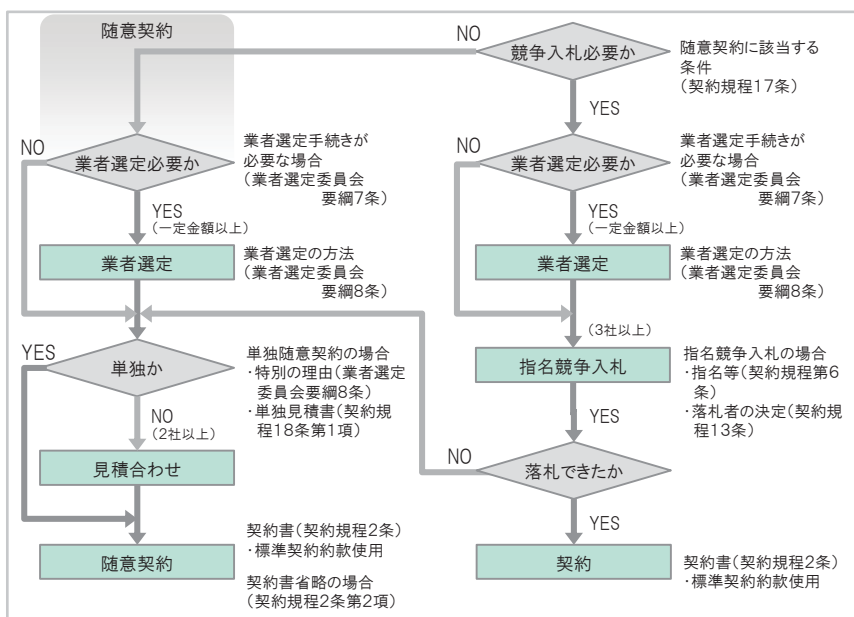 随意契約
NO
競争入札必要か
随意契約に該当する
条件
(契約規程17条)
YES
NO
業者選定必要か
業者選定手続きが
必要な場合
(業者選定委員会
要綱7条)
YES
(一定金額以上)
業者選定
業者選定の方法
(業者選定委員会
要綱8条)
NO
業者選定必要か
業者選定手続きが
必要な場合
(業者選定委員会
要綱7条)
YES
(一定金額以上)
業者選定
業者選定の方法
(業者選定委員会
要綱8条)
(3社以上)
YES
単独か
単独随意契約の場合
・特別の理由(業者選定
委員会要綱8条)
・単独見積書(契約規
程18条第1項)
NO
(2社以上)
見積合わせ
指名競争入札
指名競争入札の場合
・指名等(契約規程第6
条)
・落札者の決定(契約規
程13条)
YES
NO
落札できたか
YES
随意契約
契約書(契約規程2条)
・標準契約約款使用
契約書省略の場合
(契約規程2条第2項)
契約
契約書(契約規程2条)
・標準契約約款使用